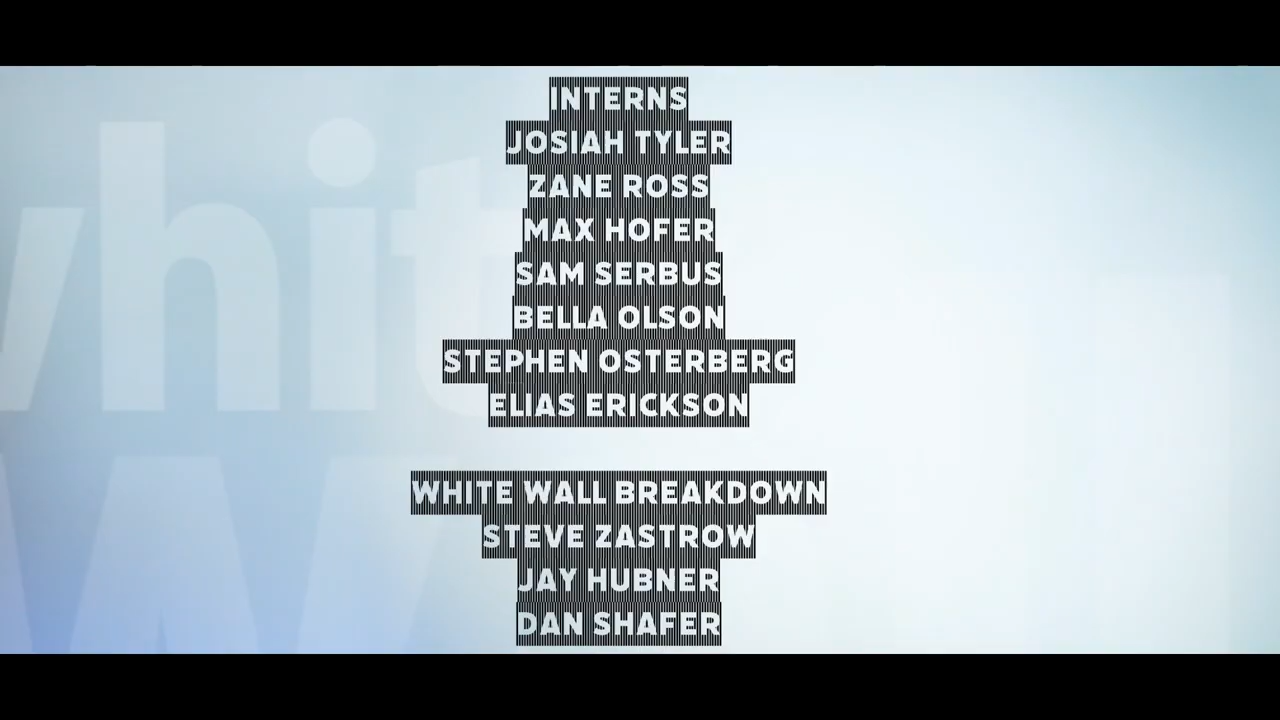 INTERNS
JOSIAH TYLER
ZANE ROSS
MAX HOFER
SAM SERBUS
BELLA OLSON
STEPHEN OSTERBERG
ELIAS ERICKSON
WHITE WALL BREAKDOWN
STEVE ZASTROW
JAY HUBNER
DAN SHAFER
whit
w